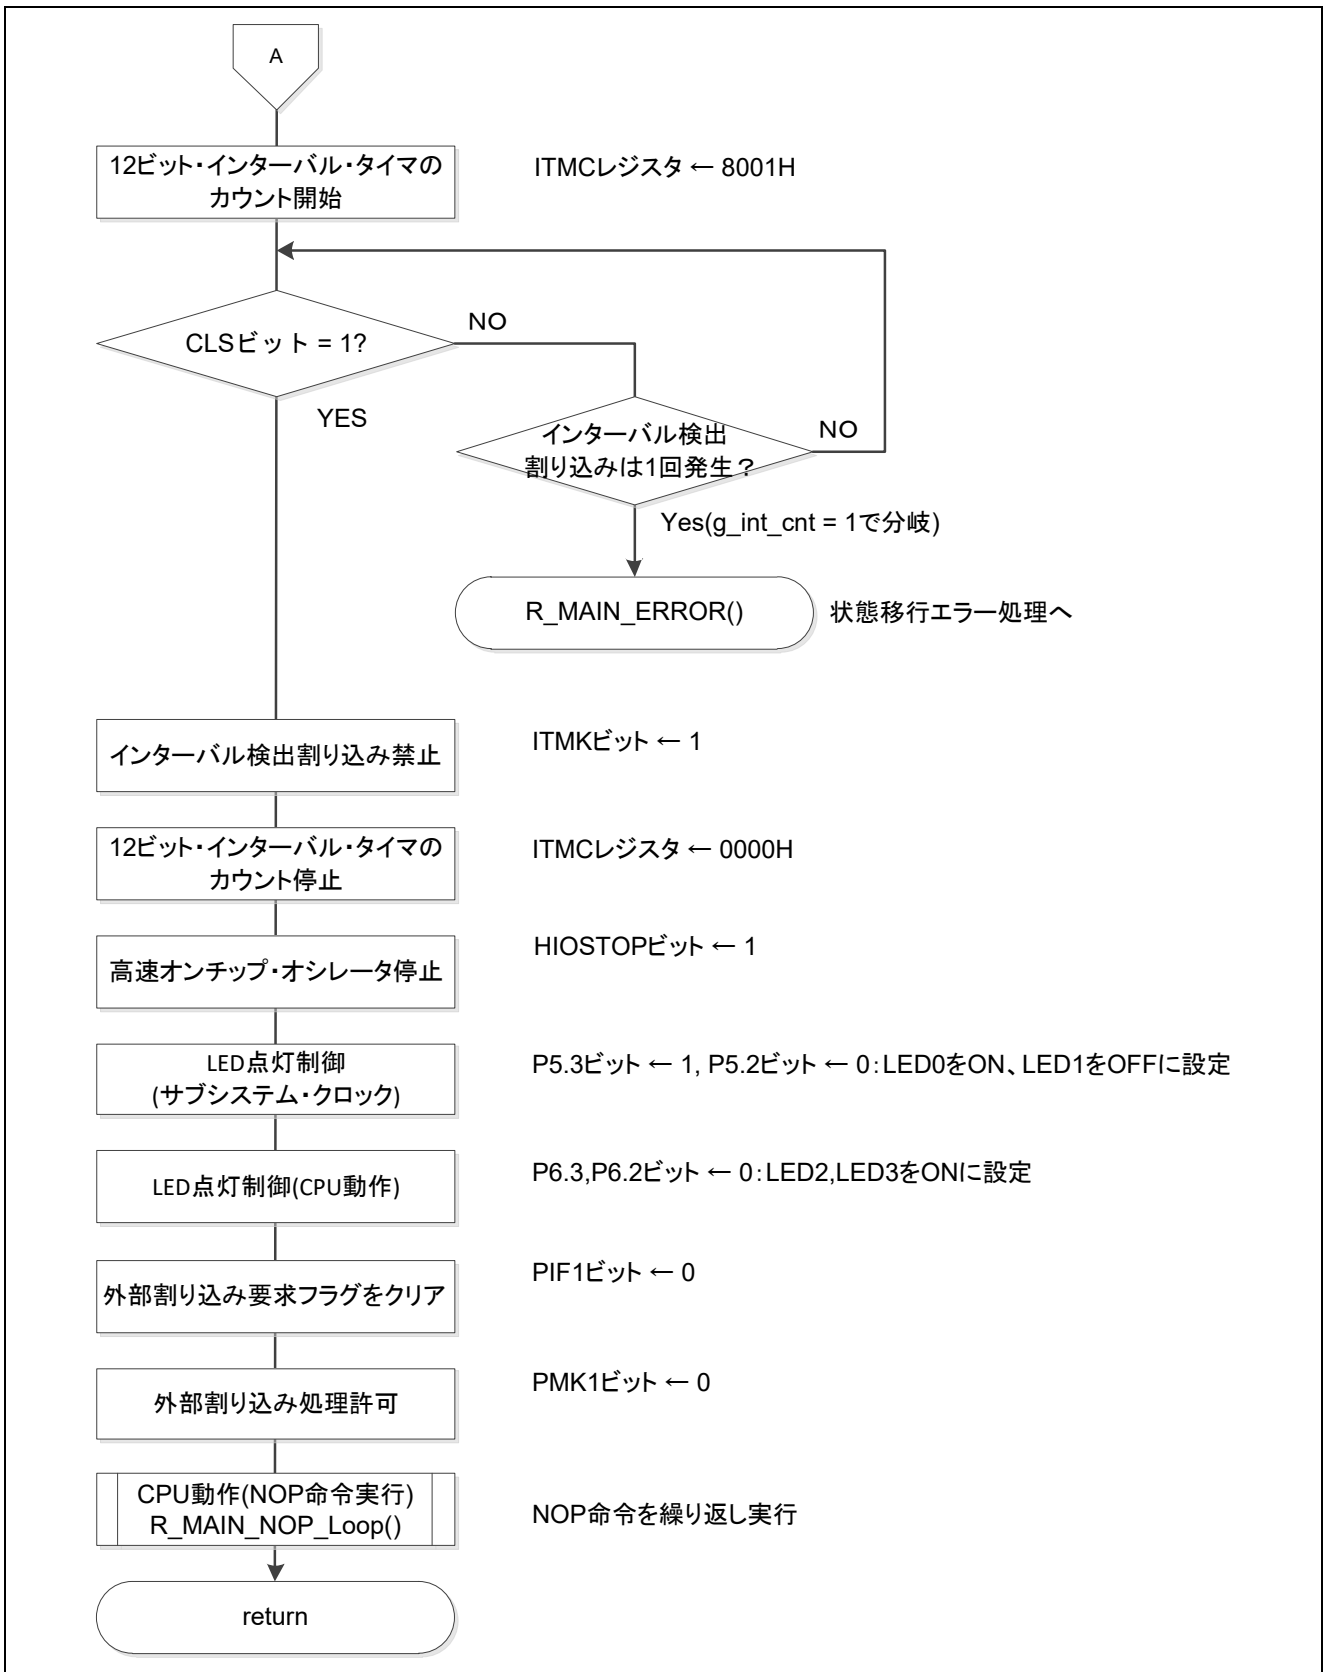 A
12ビット・インターバル・タイマの
カウント開始
ITMCレジスタ ← 8001H
CLSビット = 1?
NO
YES
インターバル検出
割り込みは1回発生？
NO
Yes(g_int_cnt = 1で分岐)
R_MAIN_ERROR()
状態移行エラー処理へ
インターバル検出割り込み禁止
ITMKビット ← 1
12ビット・インターバル・タイマの
カウント停止
ITMCレジスタ ← 0000H
高速オンチップ・オシレータ停止
HIOSTOPビット ← 1
LED点灯制御
(サブシステム・クロック)
P5.3ビット ← 1, P5.2ビット ← 0：LED0をON、LED1をOFFに設定
LED点灯制御(CPU動作)
P6.3,P6.2ビット ← 0：LED2,LED3をONに設定
外部割り込み要求フラグをクリア
PIF1ビット ← 0
外部割り込み処理許可
PMK1ビット ← 0
CPU動作(NOP命令実行)
R_MAIN_NOP_Loop()
NOP命令を繰り返し実行
return